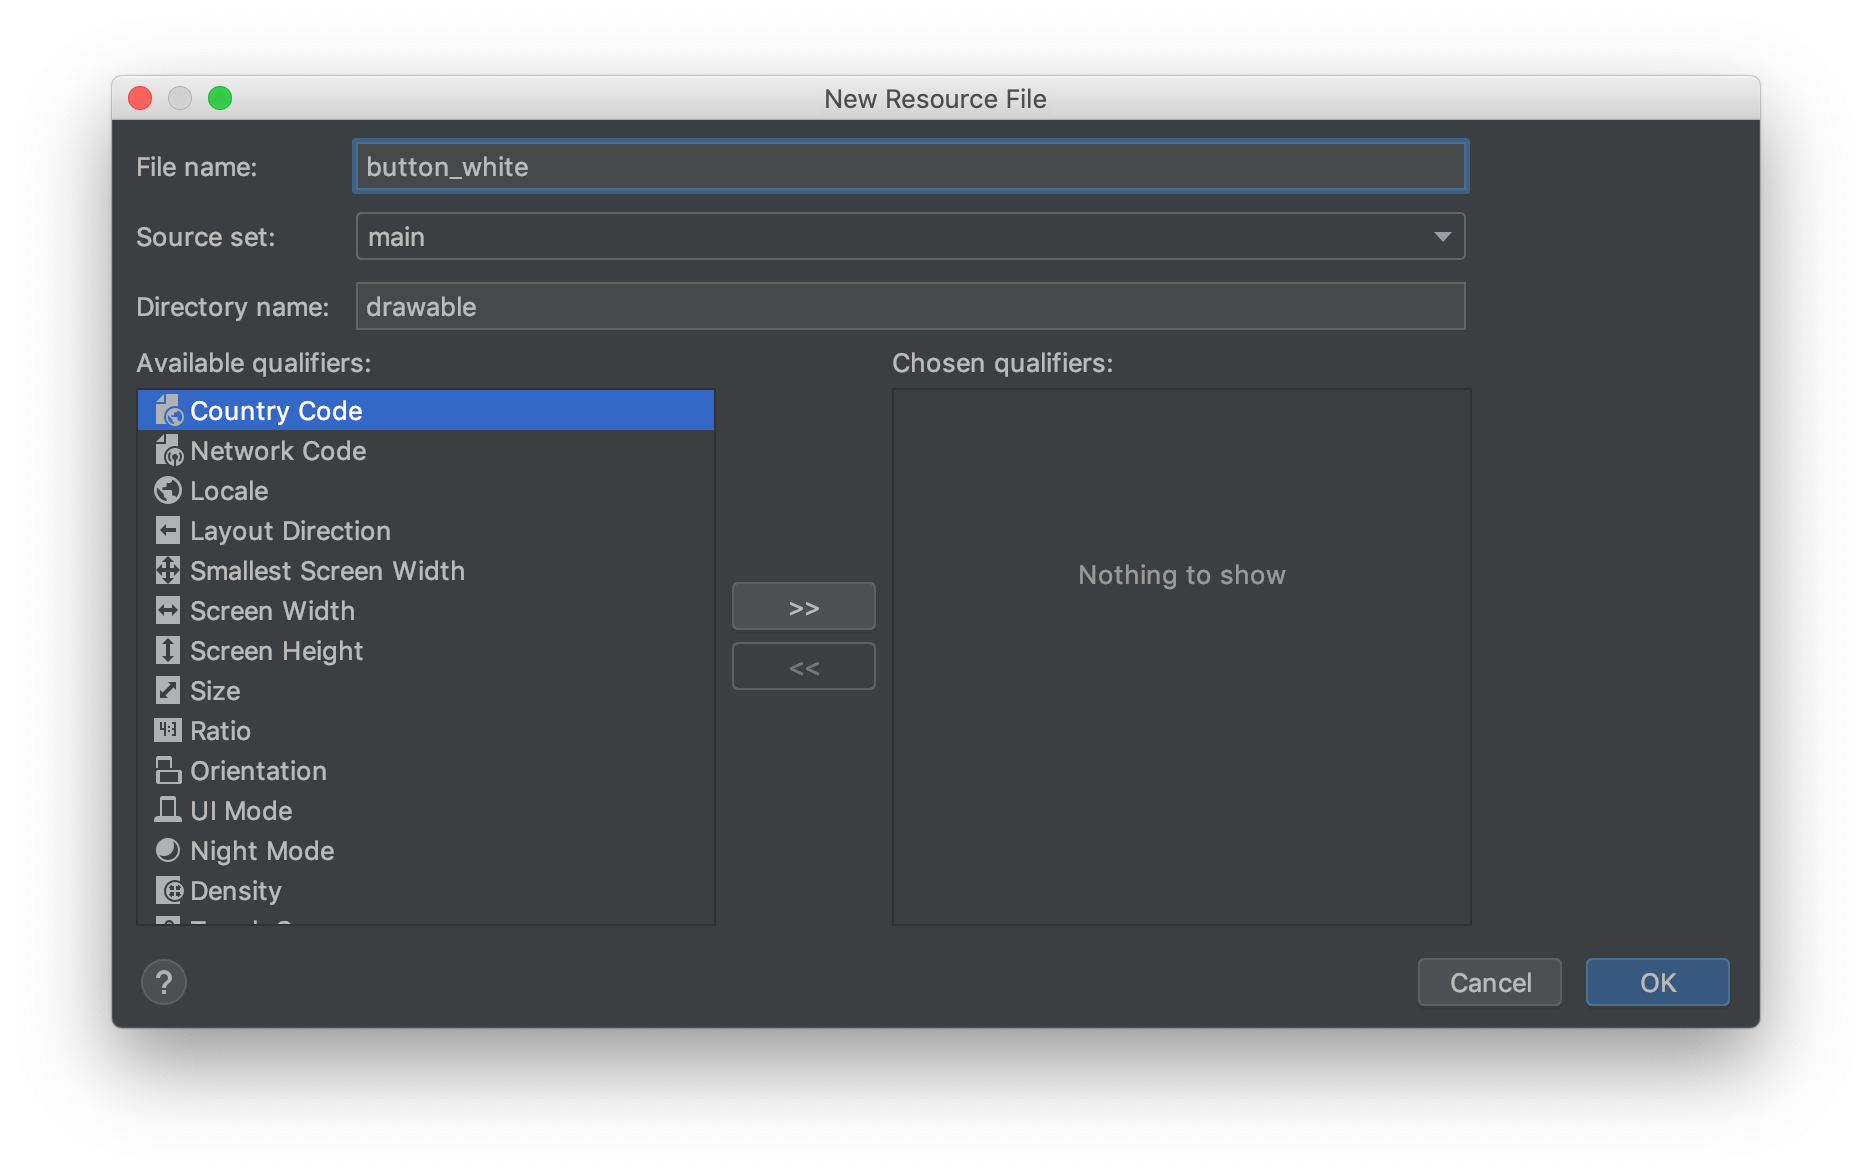 New Resource File
File name:
button_white
Source set:
main
Directory name:
drawable
Available qualifiers:
Chosen qualifiers:
Country Code
Network Code
Locale
Layout Direction
Smallest Screen Width
Screen Width
Screen Height
Size
4:3 Ratio
Orientation
UI Mode
Night Mode
Density
>>
<<
Nothing to show
?
Cancel
OK